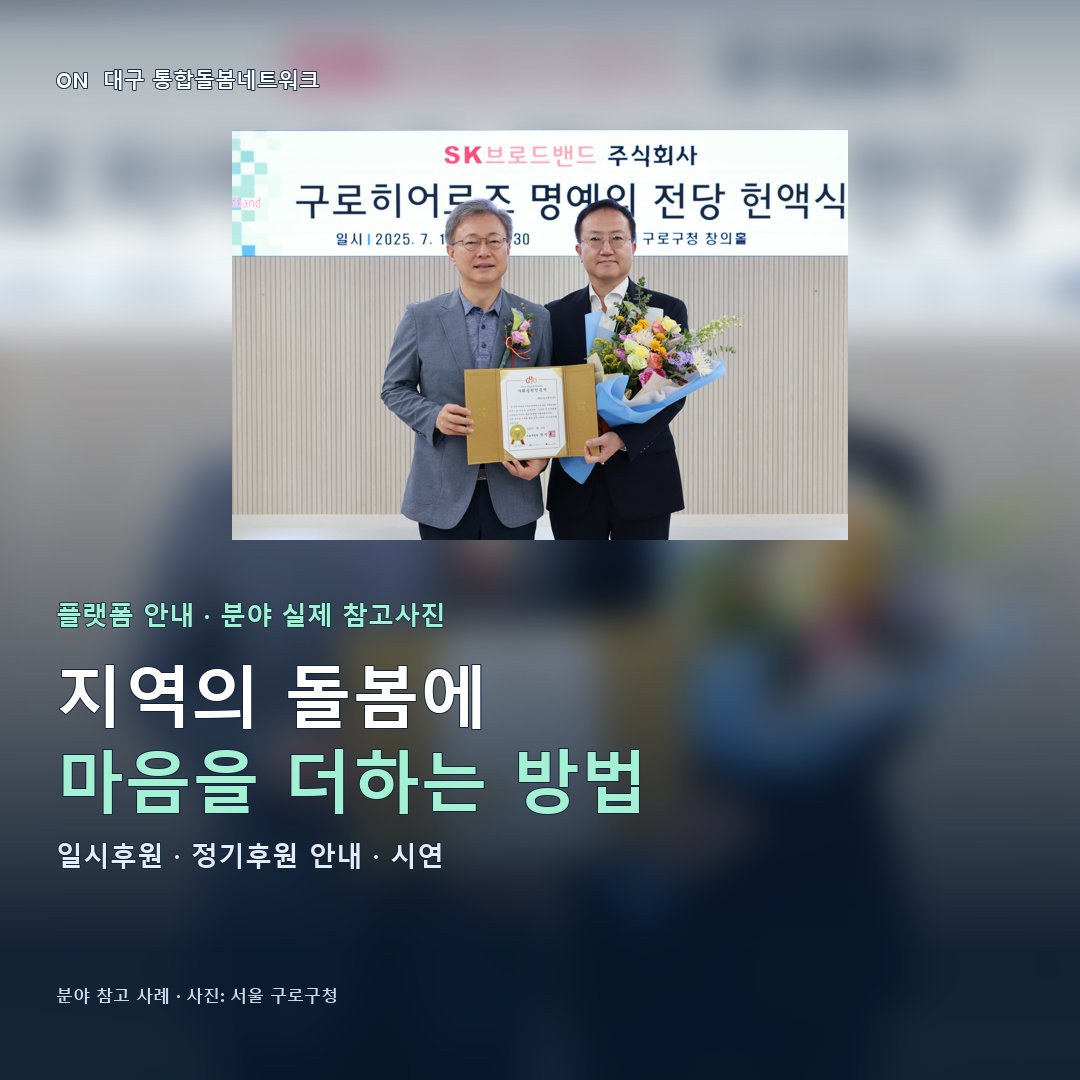 ON 대구 통합돌봄네트워크
SK브로드밴드 주식회사
구로히어로즈 명예의 전당 헌액식
일시 | 2025. 7. 1
30
구로구청 창의홀
플랫폼 안내 · 분야 실제 참고사진
지역의 돌봄에
마음을 더하는 방법
일시후원 · 정기후원 안내 · 시연
분야 참고 사례 · 사진: 서울 구로구청